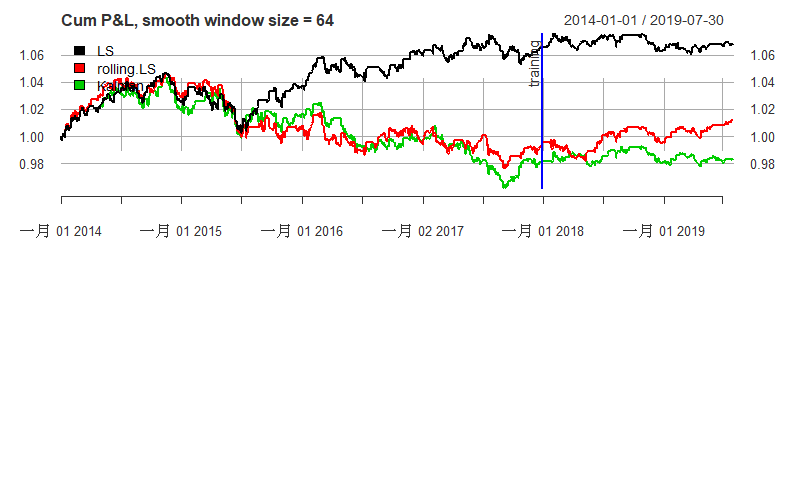 Cum P&L, smooth window size = 64
2014-01-01 / 2019-07-30
LS
rolling.LS
Kalman
training
1.06
1.04
1.02
1.00
0.98
1.06
1.04
1.02
1.00
0.98
一月 01 2014
一月 01 2015
一月 01 2016
一月 02 2017
一月 01 2018
一月 01 2019